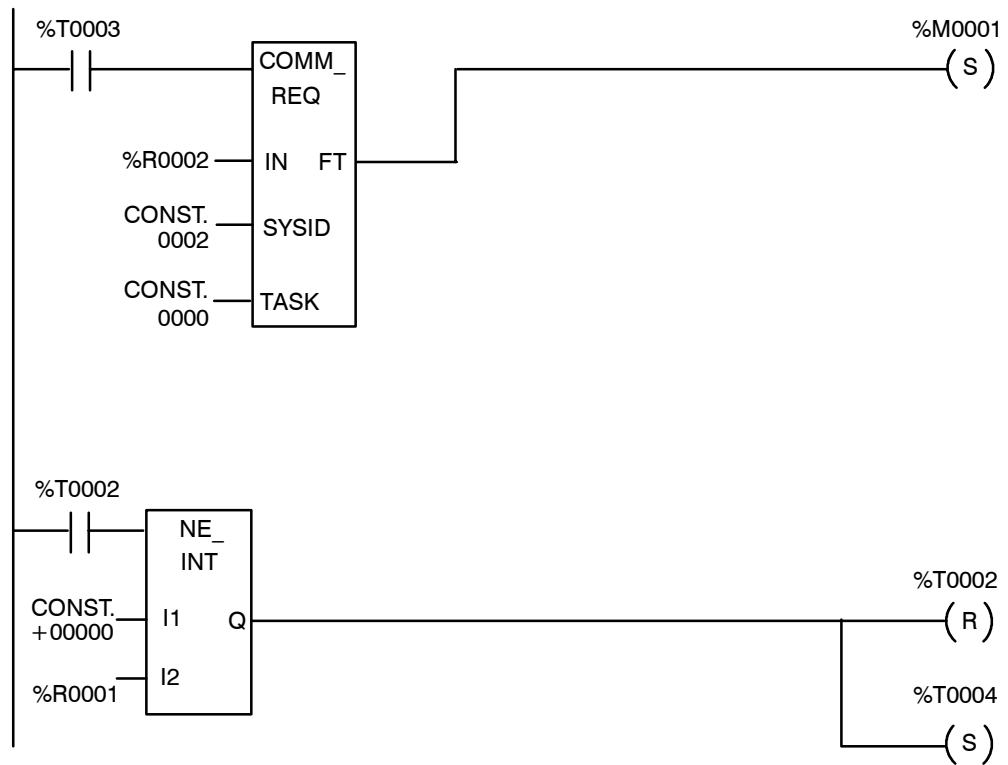 %T0003
%M0001
COMM_
REQ
(S)
%R0002
IN FT
CONST.
0002
SYSID
CONST.
0000
TASK
%T0002
NE_
INT
%T0002
CONST.
+00000
I1
Q
(R)
%R0001
I2
%T0004
(S)